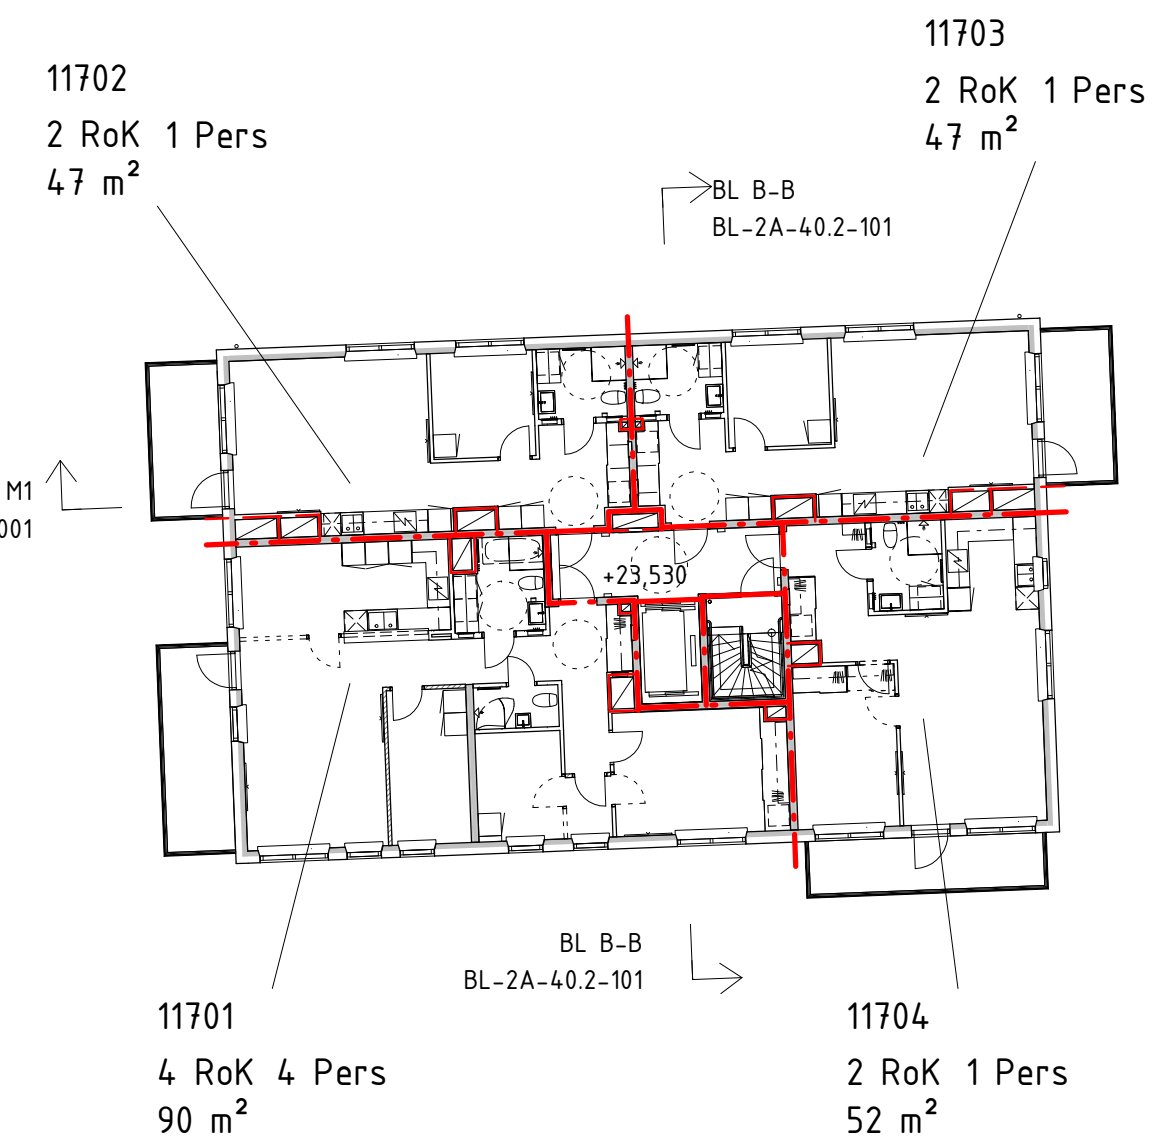 11703
2 RoK 1 Pers
47 m²
11702
2 RoK 1 Pers
47 m²
BL B-B
BL-2A-40.2-101
M1
001
+23,530
BL B-B
BL-2A-40.2-101
11701
4 RoK 4 Pers
90 m²
11704
2 RoK 1 Pers
52 m²